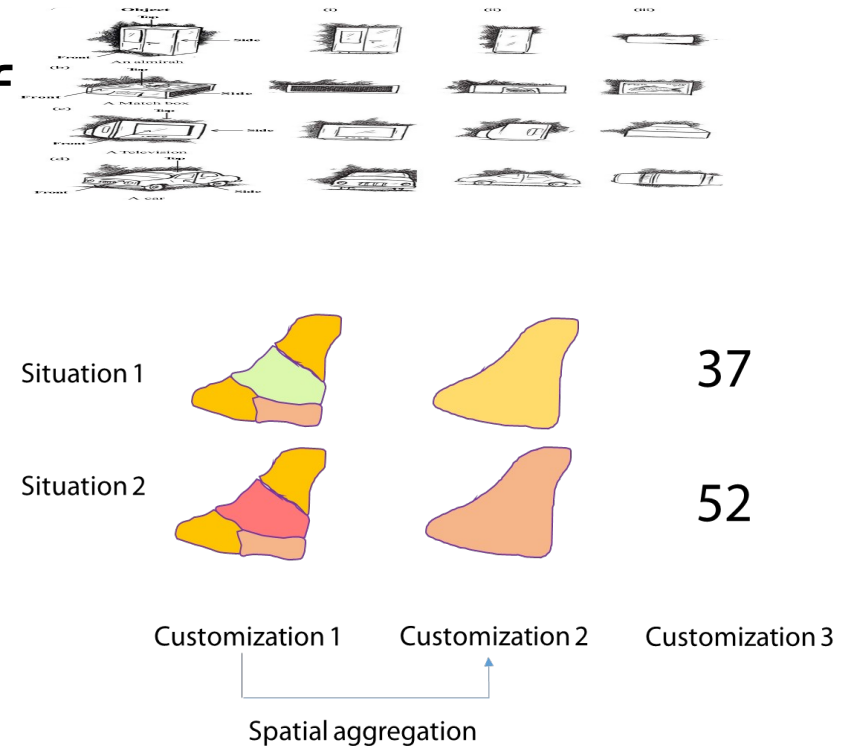 Object (i) (ii) (iii)
Top
Side
Front
An almirah
(b)
Top
Front
Side
A Match box
(c)
Top
Side
Front
A Television
(d)
Top
Front
Side
A car
Situation 1
37
Situation 2
52
Customization 1 Customization 2 Customization 3
Spatial aggregation